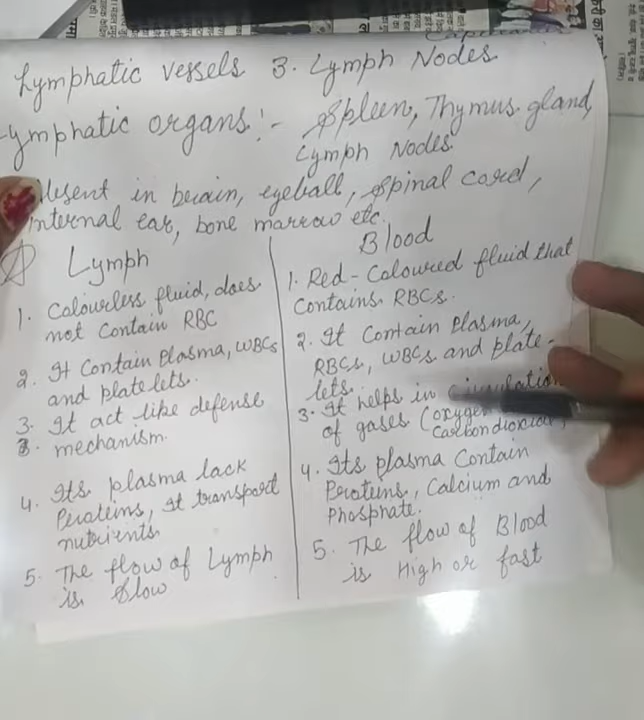 Lymphatic vessels 3. Lymph Nodes
Lymphatic organs:- Spleen, Thymus gland,
Lymph Nodes.
in brain, eyeball, Spinal cord,
internal ear, bone marrow etc.
Lymph
1. Colourless fluid, does
not Contain RBC
2. It Contain Plasma, WBCs
and platelets.
3. It act like defense
3. mechanism.
4. Its plasma lack
Proteins, It transport
nutrients
5. The flow of Lymph
is Slow
Blood
1. Red-Coloured fluid that
Contains RBCs.
2. It Contain Plasma,
RBCs, WBCs and plate-
lets.
3. It helps in Circulation
of gases (oxygen
Carbondioxide,
4. Its plasma Contain
Proteins, Calcium and
Phosphate.
5. The flow of Blood
is High or fast